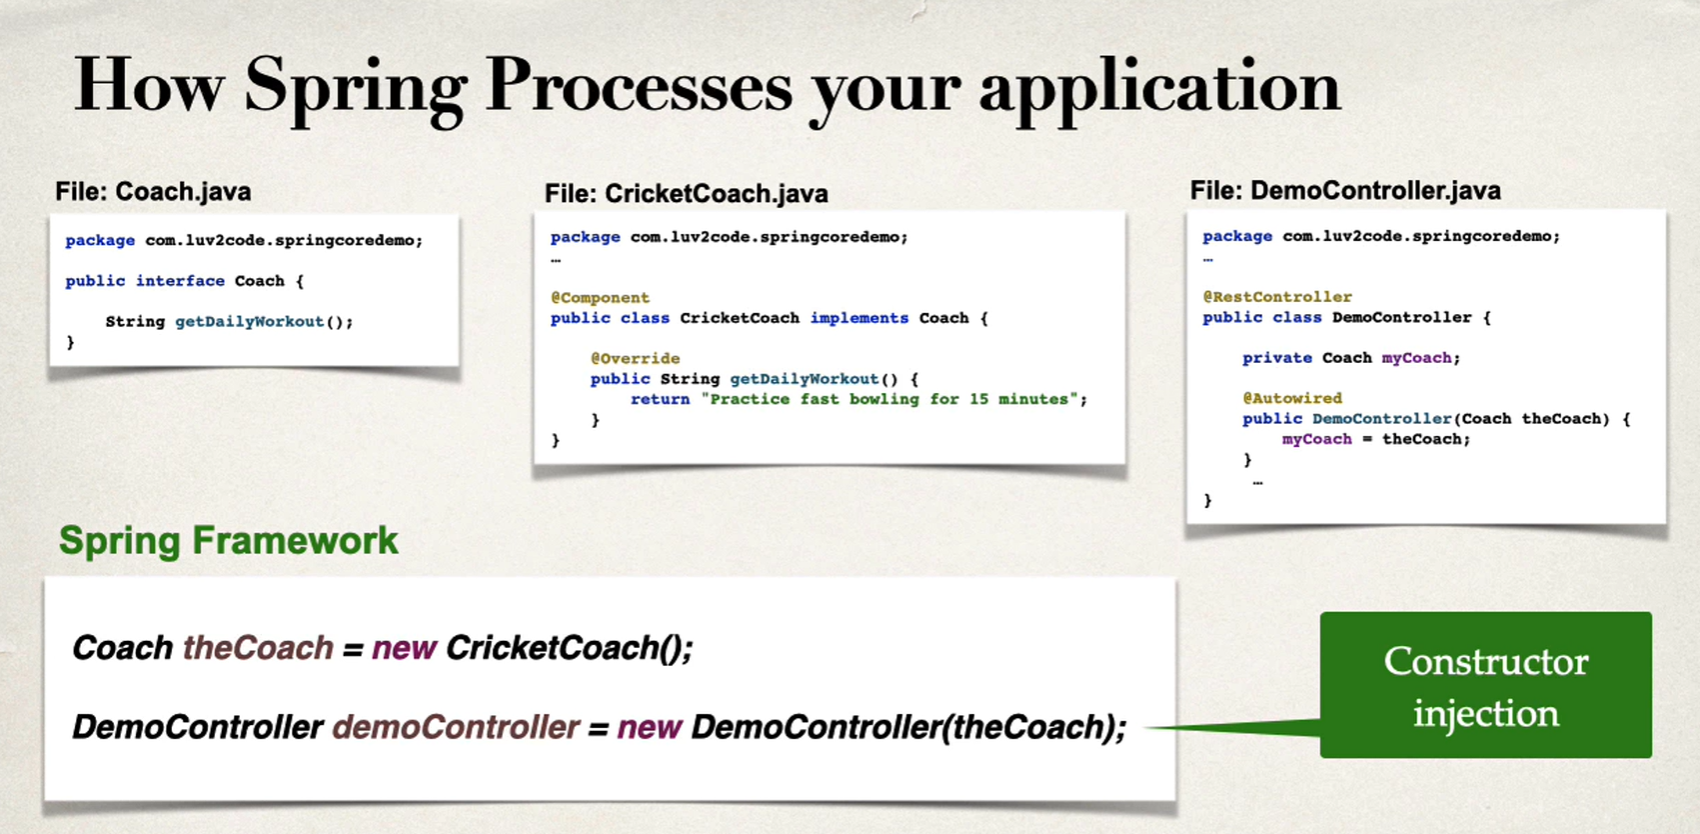 How Spring Processes your application
File: Coach.java
package com.luv2code.springcoredemo;
public interface Coach {
String getDailyWorkout();
}
File: CricketCoach.java
package com.luv2code.springcoredemo;
…
@Component
public class CricketCoach implements Coach {
@Override
public String getDailyWorkout() {
return "Practice fast bowling for 15 minutes";
}
}
File: DemoController.java
package com.luv2code.springcoredemo;
…
@RestController
public class DemoController {
private Coach myCoach;
@Autowired
public DemoController(Coach theCoach) {
myCoach = theCoach;
}
…
}
Spring Framework
Coach theCoach = new CricketCoach();
DemoController demoController = new DemoController(theCoach);
Constructor
injection